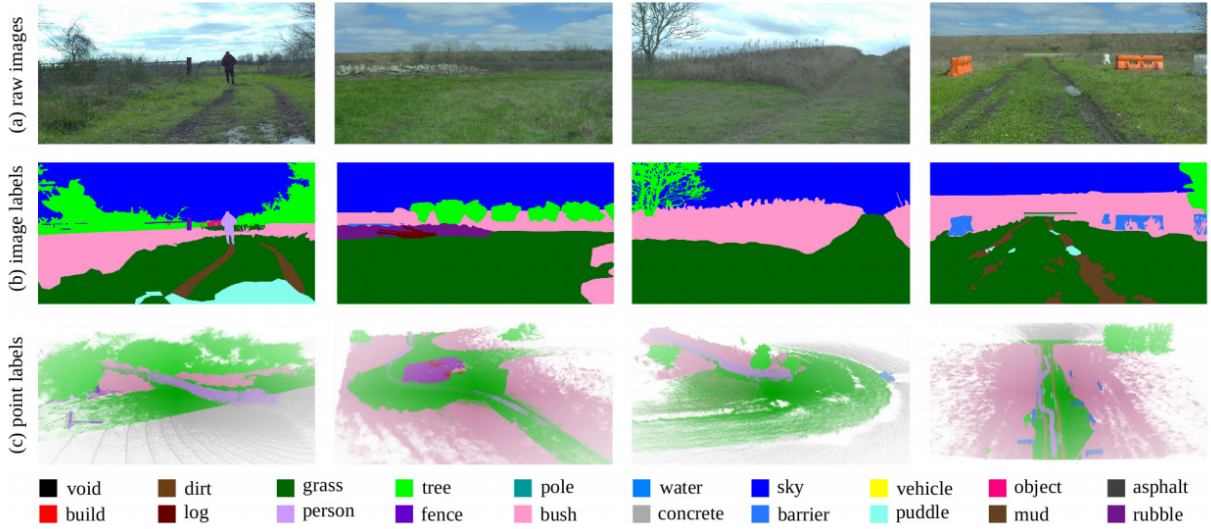 (a) raw images
(b) image labels
(c) point labels
void dirt grass tree pole water sky vehicle object asphalt
build log person fence bush concrete barrier puddle mud rubble